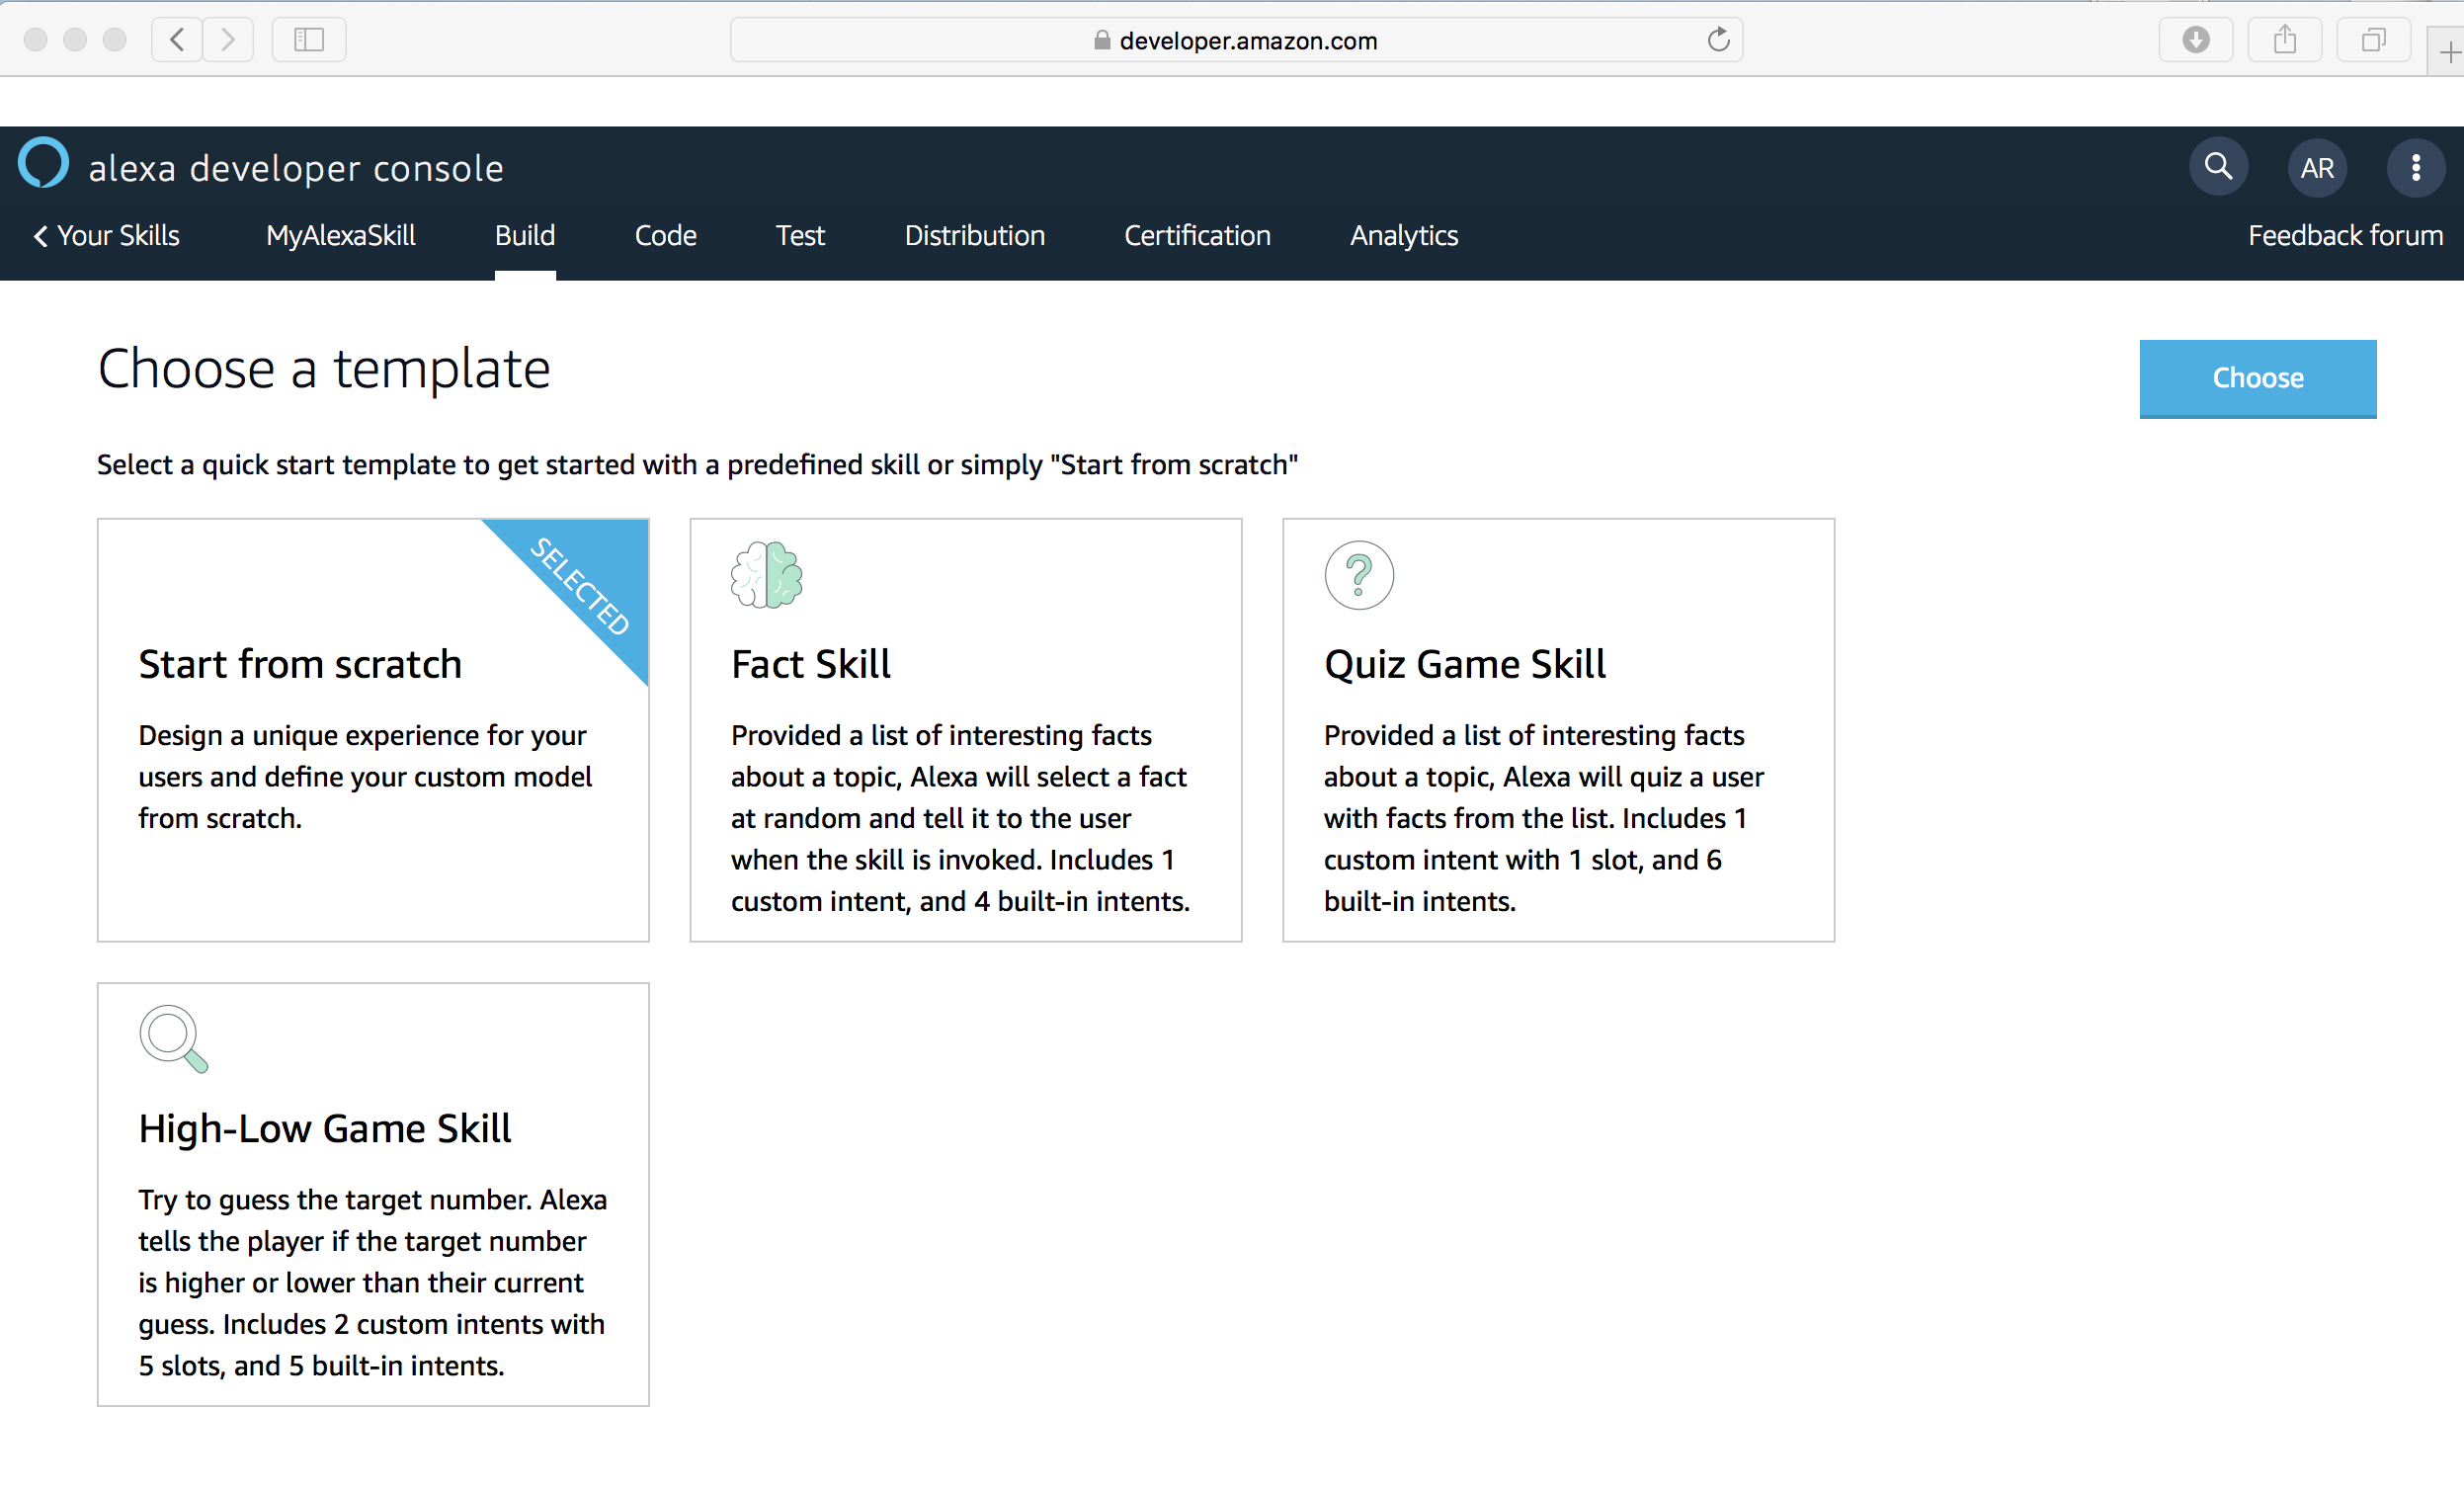 developer.amazon.com
alexa developer console
AR
Your Skills MyAlexaSkill Build Code Test Distribution Certification Analytics Feedback forum
Choose a template
Choose
Select a quick start template to get started with a predefined skill or simply "Start from scratch"
SELECTED
Start from scratch
Design a unique experience for your
users and define your custom model
from scratch.
Fact Skill
Provided a list of interesting facts
about a topic, Alexa will select a fact
at random and tell it to the user
when the skill is invoked. Includes 1
custom intent, and 4 built-in intents.
Quiz Game Skill
Provided a list of interesting facts
about a topic, Alexa will quiz a user
with facts from the list. Includes 1
custom intent with 1 slot, and 6
built-in intents.
High-Low Game Skill
Try to guess the target number. Alexa
tells the player if the target number
is higher or lower than their current
guess. Includes 2 custom intents with
5 slots, and 5 built-in intents.